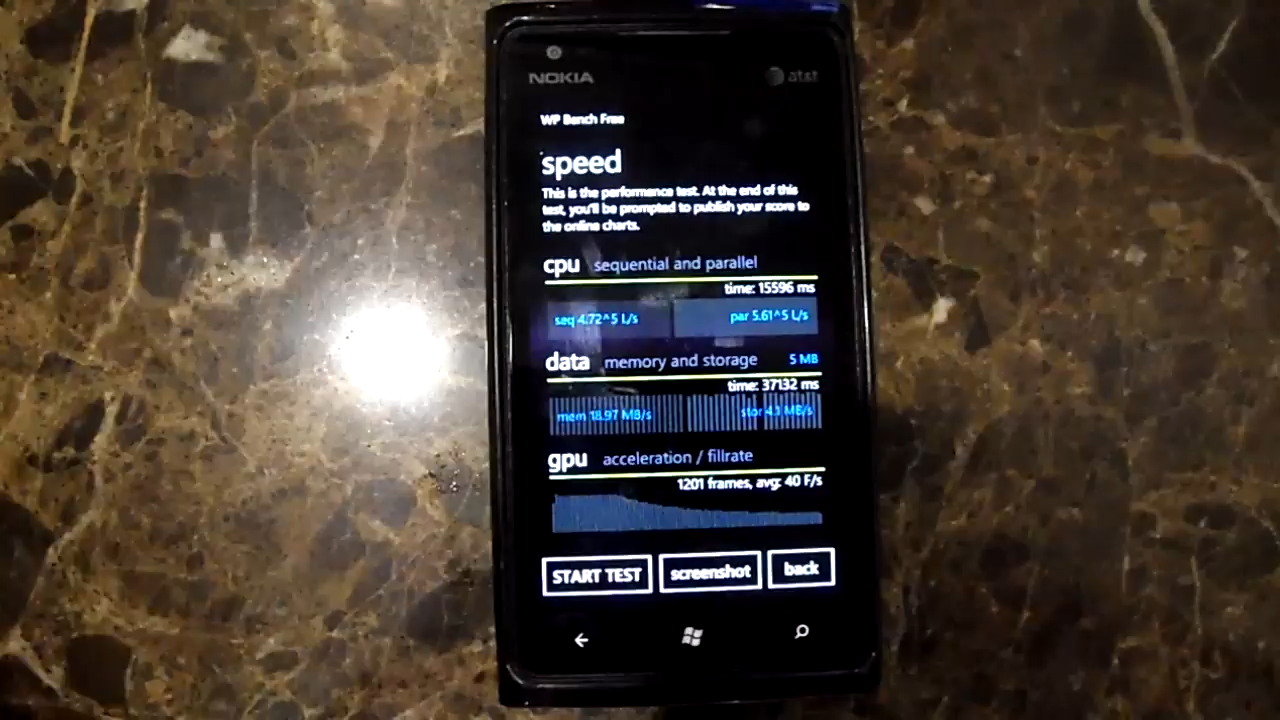 NOKIA at&t
WP Bench Free
speed
This is the performance test. At the end of this
test, you'll be prompted to publish your score to
the online charts.
cpu sequential and parallel
time: 15596 ms
seq 4.72^5 L/s par 5.61^5 L/s
data memory and storage 5 MB
time: 37132 ms
mem 18.97 MB/s stor 4.1 MB/s
gpu acceleration / fillrate
1201 frames, avg: 40 F/s
START TEST screenshot back